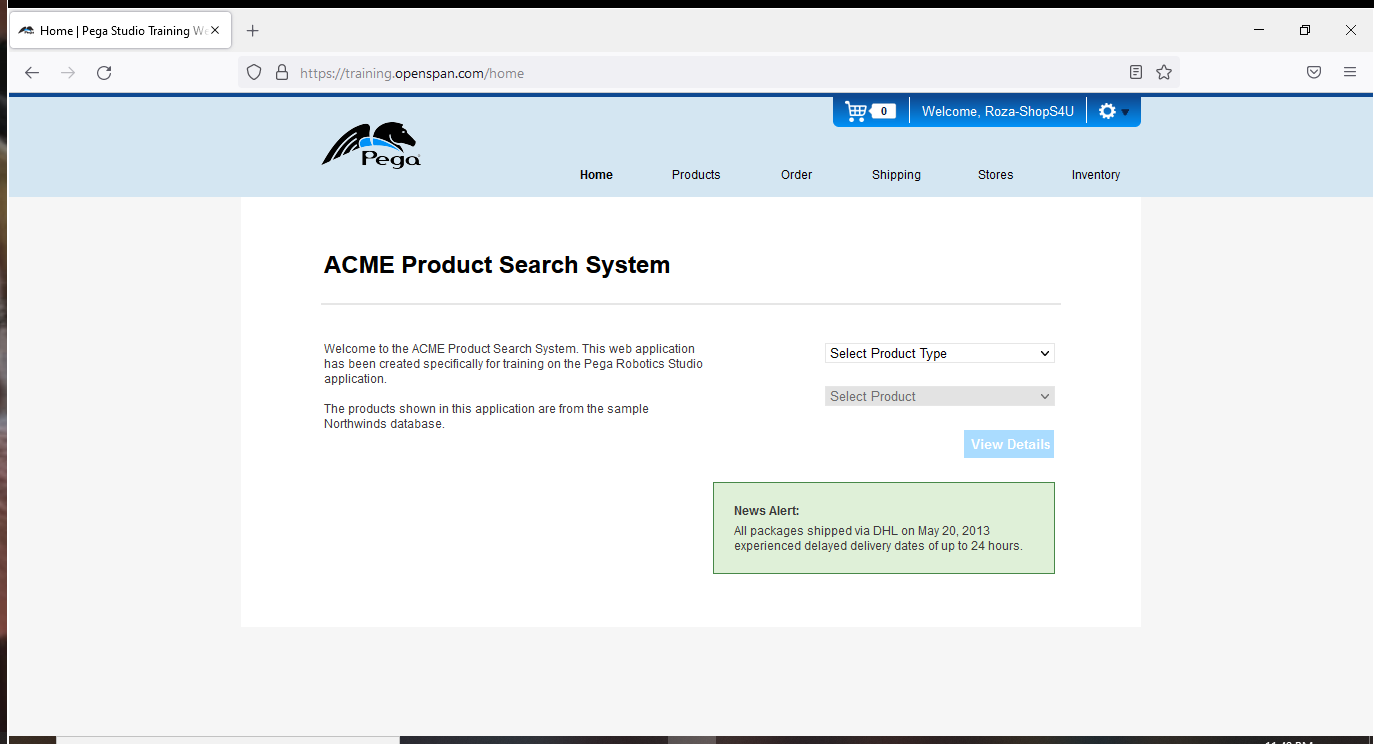 Home | Pega Studio Training We
https://training.openspan.com/home
0
Welcome, Roza-ShopS4U
Pega
Home
Products
Order
Shipping
Stores
Inventory
ACME Product Search System
Welcome to the ACME Product Search System. This web application
has been created specifically for training on the Pega Robotics Studio
application.
The products shown in this application are from the sample
Northwinds database.
Select Product Type
Select Product
View Details
News Alert:
All packages shipped via DHL on May 20, 2013
experienced delayed delivery dates of up to 24 hours.